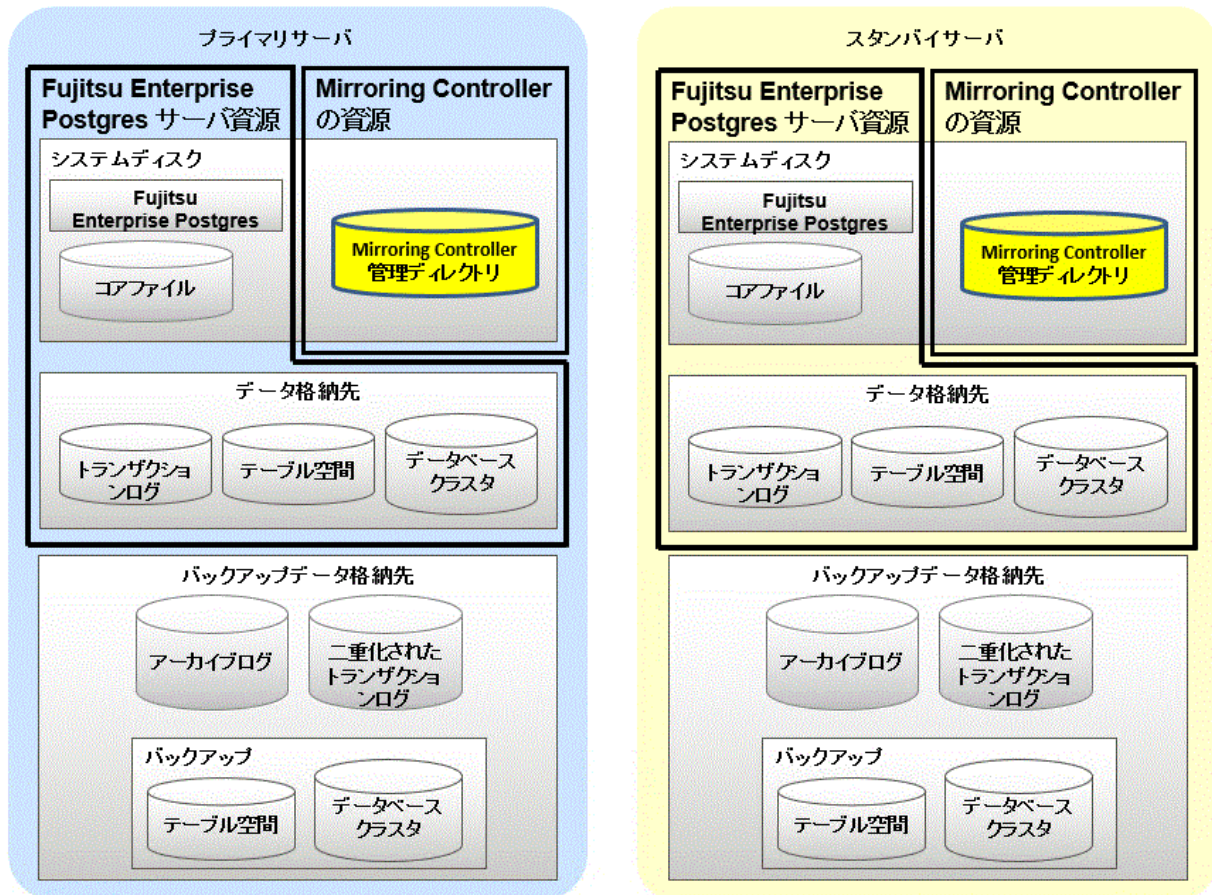 プライマリサーバ
Fujitsu Enterprise
Postgres サーバ資源
Mirroring Controller
の資源
システムディスク
Fujitsu
Enterprise Postgres
コアファイル
Mirroring Controller
管理ディレクトリ
データ格納先
トランザクショ
ンログ
テーブル空間
データベース
クラスタ
バックアップデータ格納先
アーカイブログ
二重化された
トランザクショ
ンログ
バックアップ
テーブル空間
データベース
クラスタ
スタンバイサーバ
Fujitsu Enterprise
Postgres サーバ資源
Mirroring Controller
の資源
システムディスク
Fujitsu
Enterprise Postgres
コアファイル
Mirroring Controller
管理ディレクトリ
データ格納先
トランザクショ
ンログ
テーブル空間
データベース
クラスタ
バックアップデータ格納先
アーカイブログ
二重化された
トランザクショ
ンログ
バックアップ
テーブル空間
データベース
クラスタ